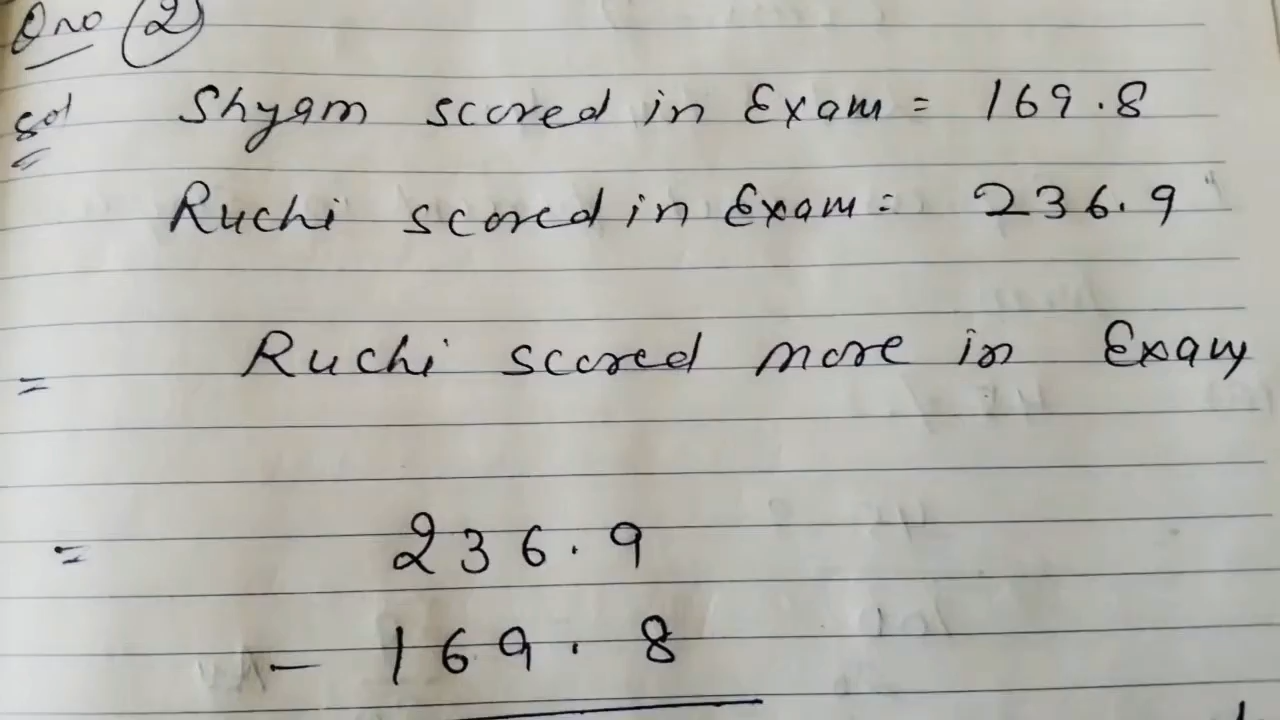 Qno (2)
Sol Shyam scored in Exam = 169.8
Ruchi scored in Exam = 236.9
= Ruchi scored more in Exam
= 236.9
- 169.8